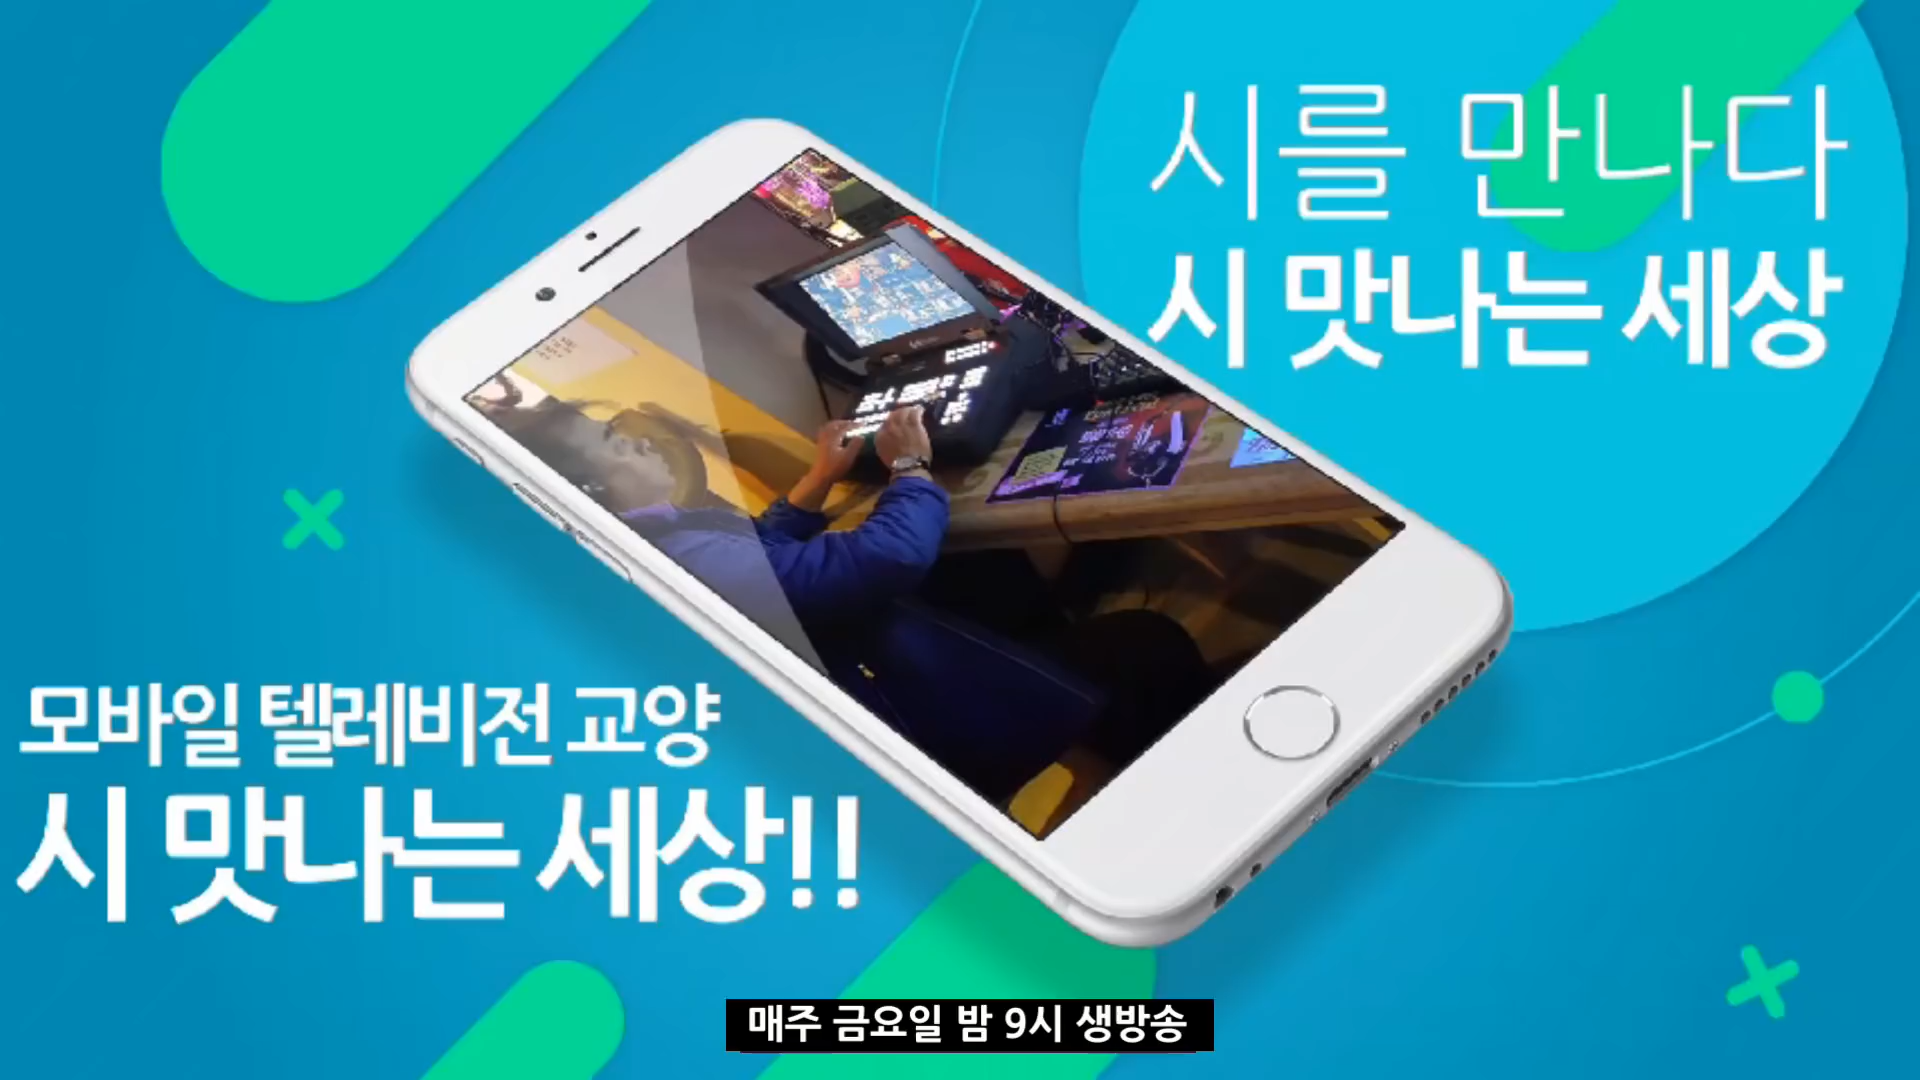 시를 만나다
시 맛나는 세상
모바일 텔레비전 교양
시 맛나는 세상!!
매주 금요일 밤 9시 생방송